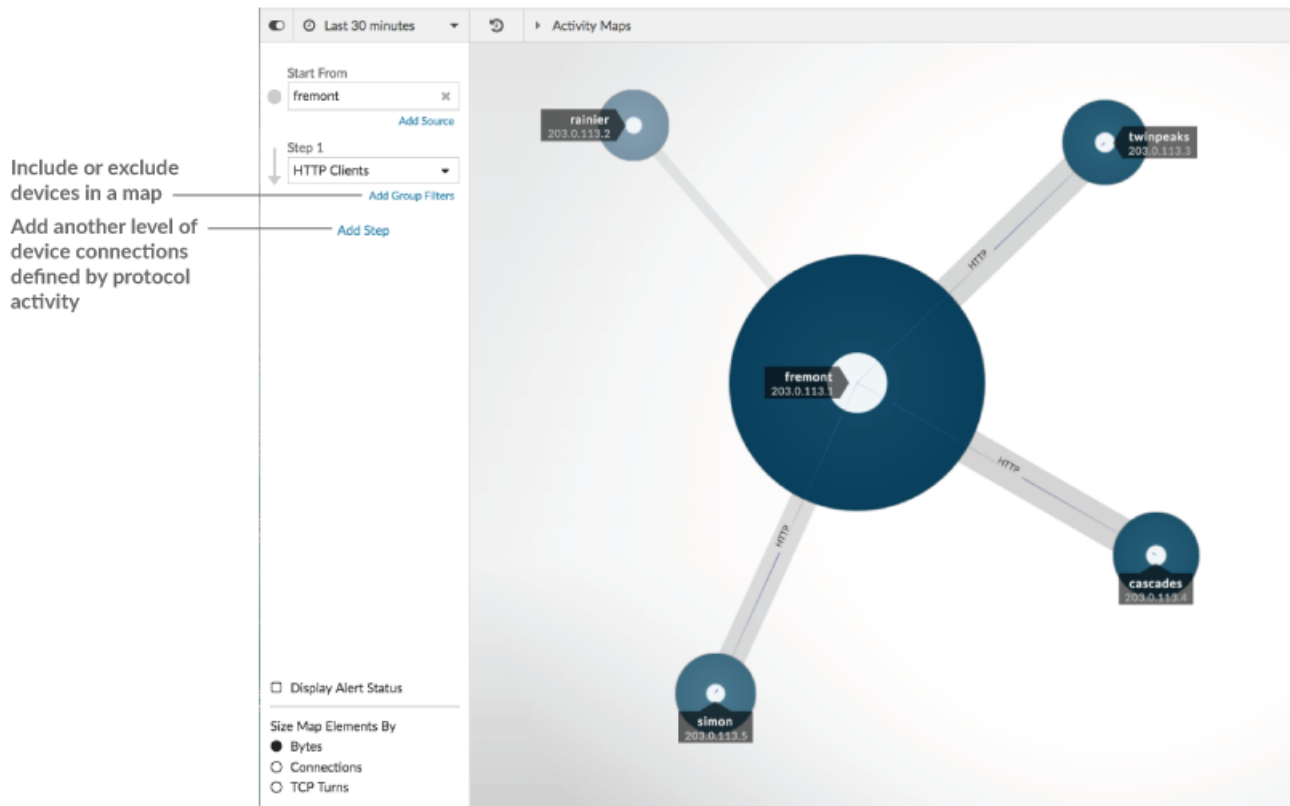 Last 30 minutes
Activity Maps
Start From
fremont
Add Source
Step 1
HTTP Clients
Add Group Filters
Add Step
Include or exclude
devices in a map
Add another level of
device connections
defined by protocol
activity
Display Alert Status
Size Map Elements By
Bytes
Connections
TCP Turns
rainier
203.0.113.2
twinpeaks
203.0.113.3
HTTP
fremont
203.0.113.1
HTTP
cascades
203.0.113.4
HTTP
simon
203.0.113.5